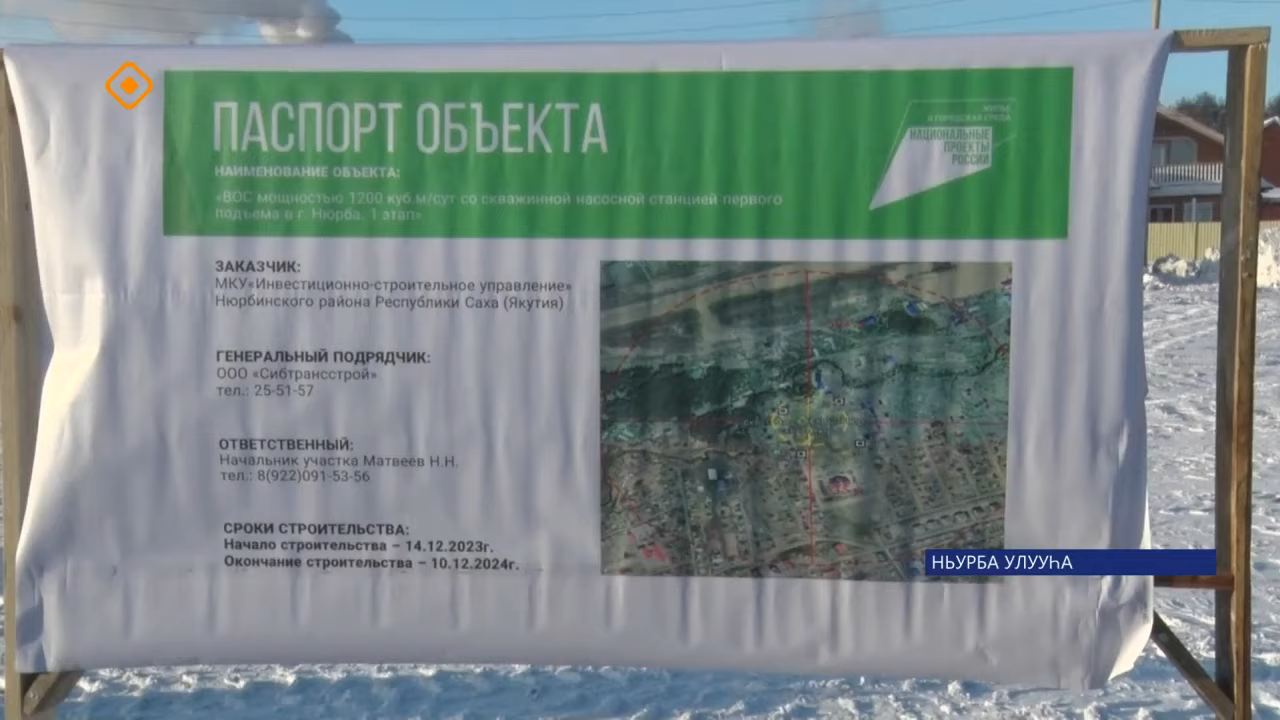 ПАСПОРТ ОБЪЕКТА
НАИМЕНОВАНИЕ ОБЪЕКТА:
«ВОС мощностью 1200 куб.м/сут со скважинной насосной станцией первого
подъема в г. Нюрба. 1 этап»
ЖИЛЬЕ
И ГОРОДСКАЯ СРЕДА
НАЦИОНАЛЬНЫЕ
ПРОЕКТЫ
РОССИИ
ЗАКАЗЧИК:
МКУ«Инвестиционно-строительное управление»
Нюрбинского района Республики Саха (Якутия)
ГЕНЕРАЛЬНЫЙ ПОДРЯДЧИК:
ООО «Сибтрансстрой»
тел.: 25-51-57
ОТВЕТСТВЕННЫЙ:
Начальник участка Матвеев Н.Н.
тел.: 8(922)091-53-56
СРОКИ СТРОИТЕЛЬСТВА:
Начало строительства – 14.12.2023г.
Окончание строительства – 10.12.2024г.
НЬУРБА УЛУУҺА